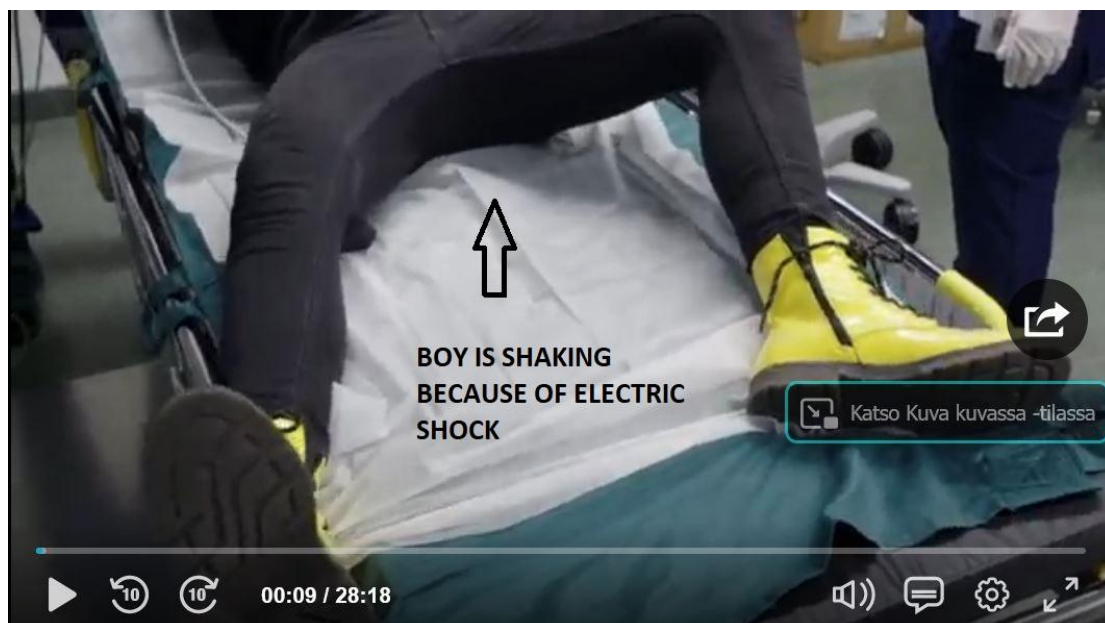 BOY IS SHAKING
BECAUSE OF ELECTRIC
SHOCK
Katso Kuva kuvassa -tilassa
10 10 00:09 / 28:18